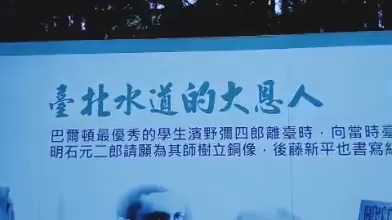 臺北水道的大恩人
巴爾頓最優秀的學生濱野彌四郎離臺時，向當時臺
明石元二郎請願為其師樹立銅像，後藤新平也書寫